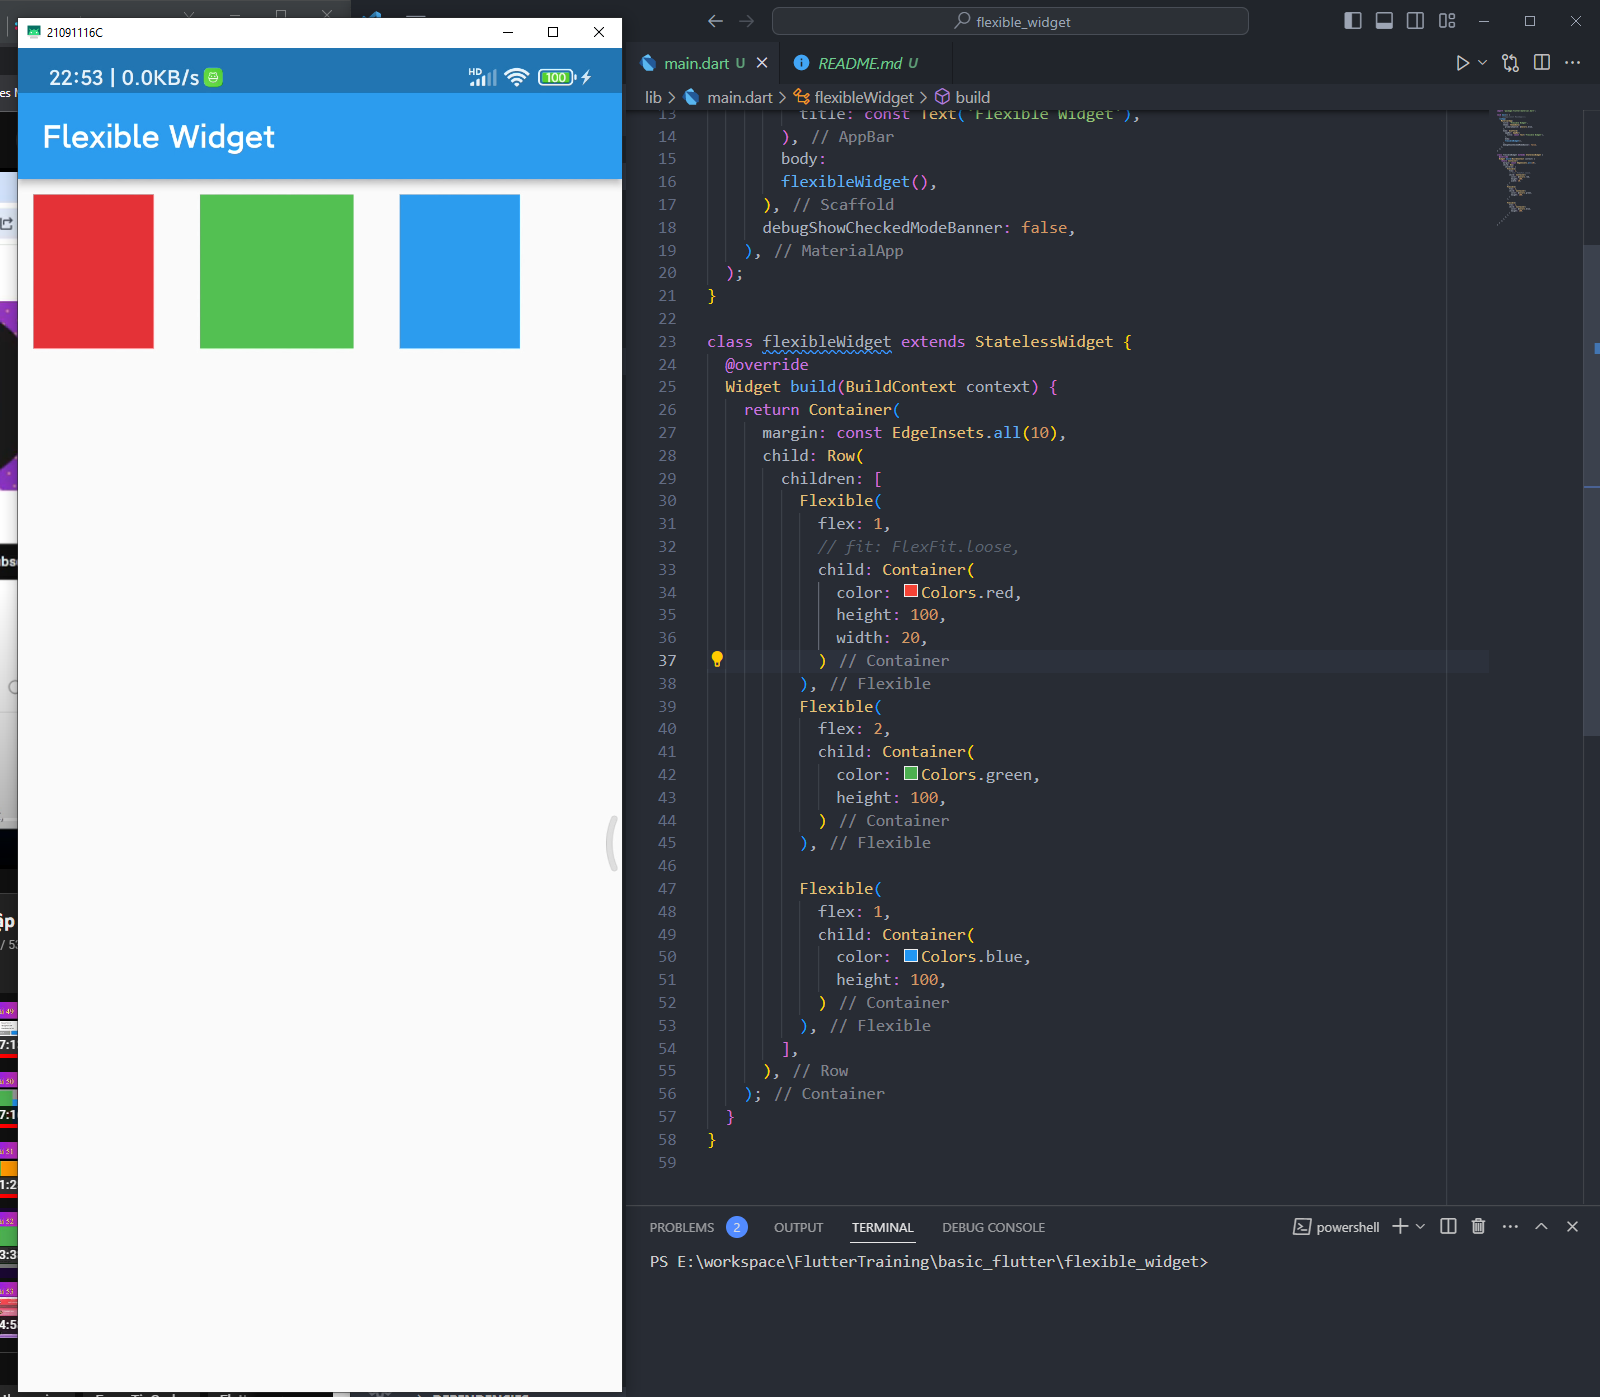 21091116C
22:53 | 0.0KB/s
HD
100
Flexible Widget
flexible_widget
main.dart U
README.md U
lib > main.dart > flexibleWidget > build
13 title: const Text('Flexible Widget'),
14 ), // AppBar
15 body:
16 flexibleWidget(),
17 ), // Scaffold
18 debugShowCheckedModeBanner: false,
19 ), // MaterialApp
20 );
21 }
22
23 class flexibleWidget extends StatelessWidget {
24 @override
25 Widget build(BuildContext context) {
26 return Container(
27 margin: const EdgeInsets.all(10),
28 child: Row(
29 children: [
30 Flexible(
31 flex: 1,
32 // fit: FlexFit.loose,
33 child: Container(
34 color: Colors.red,
35 height: 100,
36 width: 20,
37 ) // Container
38 ), // Flexible
39 Flexible(
40 flex: 2,
41 child: Container(
42 color: Colors.green,
43 height: 100,
44 ) // Container
45 ), // Flexible
46
47 Flexible(
48 flex: 1,
49 child: Container(
50 color: Colors.blue,
51 height: 100,
52 ) // Container
53 ), // Flexible
54 ],
55 ), // Row
56 ); // Container
57 }
58 }
59
PROBLEMS 2 OUTPUT TERMINAL DEBUG CONSOLE
powershell
PS E:\workspace\FlutterTraining\basic_flutter\flexible_widget>